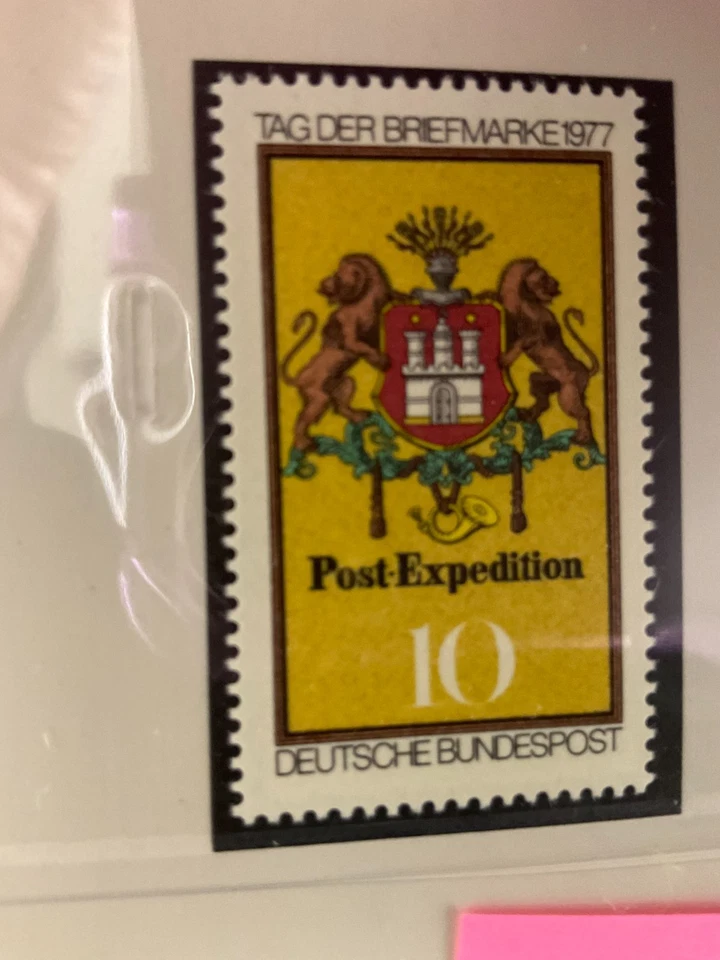 TAG DER BRIEFMARKE 1977
Post-Expedition
10
DEUTSCHE BUNDESPOST